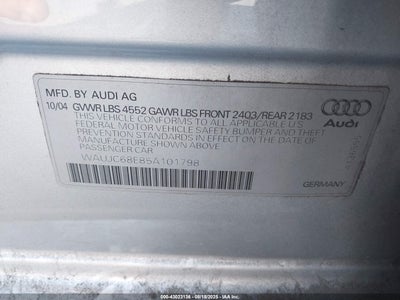 MFD. BY AUDI AG
10/04 GVWR LBS 4552 GAWR LBS FRONT 2403/REAR 2183
THIS VEHICLE CONFORMS TO ALL APPLICABLE U.S.
FEDERAL MOTOR VEHICLE SAFETY BUMPER AND THEFT
PREVENTION STANDARDS IN EFFECT ON THE DATE OF
MANUFACTURE SHOWN ABOVE.
PASSENGER CAR
WAUJC68E85A101798
Audi
GERMANY
000-43023136 - 08/18/2025 - IAA Inc.